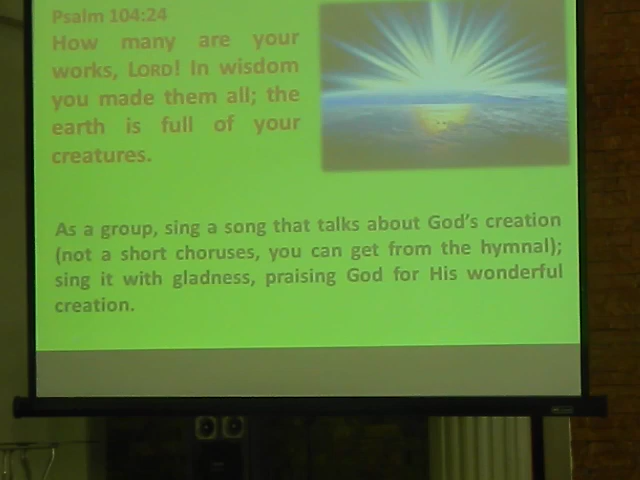 Psalm 104:24
How many are your
works, LORD! In wisdom
you made them all; the
earth is full of your
creatures.
As a group, sing a song that talks about God's creation
(not a short choruses, you can get from the hymnal);
sing it with gladness, praising God for His wonderful
creation.